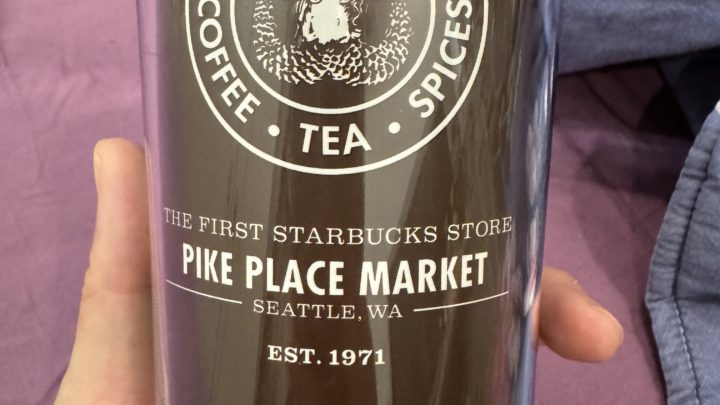 COFFEE • TEA • SPICES
THE FIRST STARBUCKS STORE
PIKE PLACE MARKET
SEATTLE, WA
EST. 1971